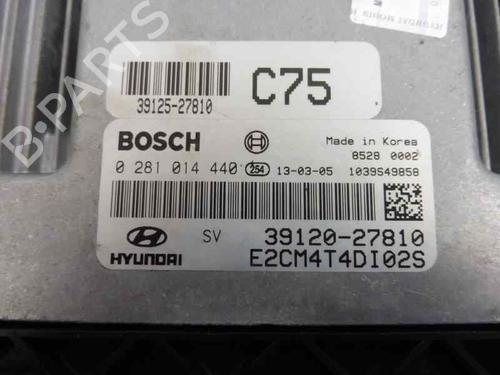 39125-27810
C75
BOSCH
Made in Korea
8528 0002
0 281 014 440 254 13-03-05 1039S49858
SV 39120-27810
HYUNDAI E2CM4T4DI02S
B-PARTS